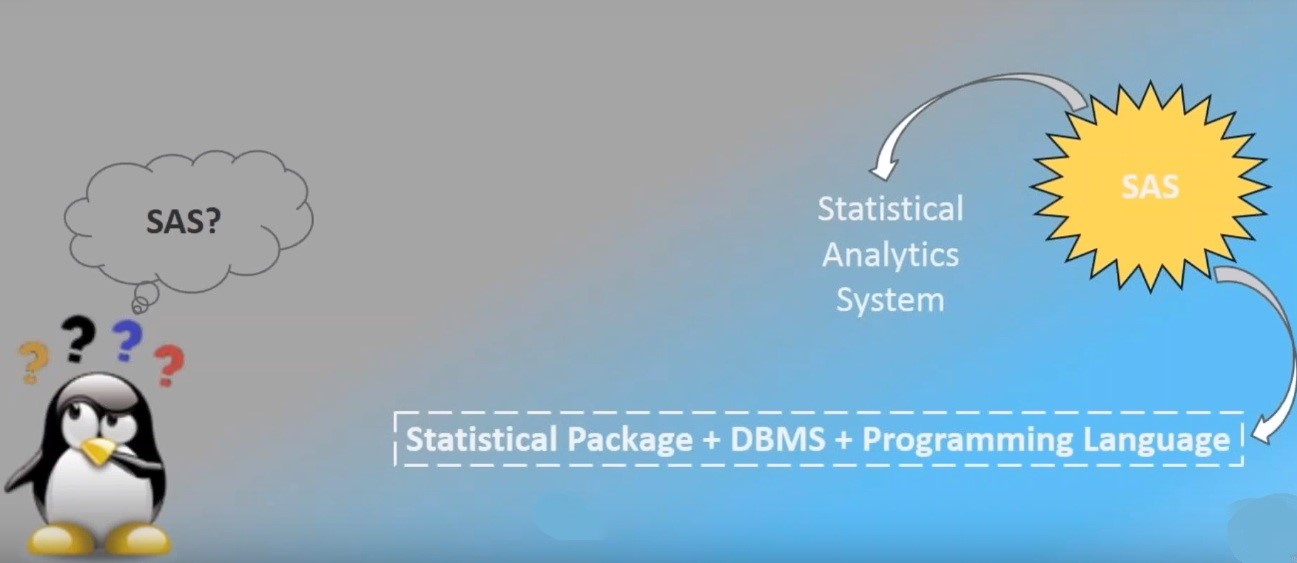 SAS?
? ? ? ?
SAS
Statistical
Analytics
System
Statistical Package + DBMS + Programming Language